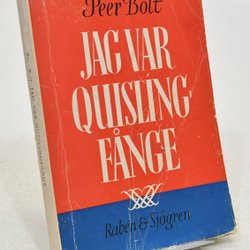 Peer Bolt
JAG VAR
QUISLING-
FÅNGE
Rabén & Sjögren